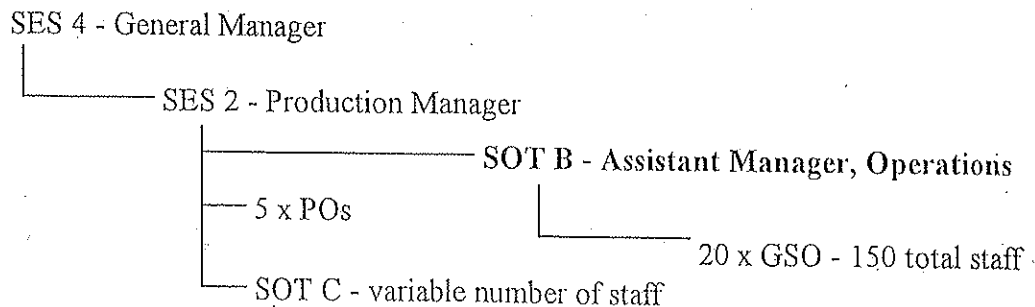 SES 4 - General Manager
SES 2 - Production Manager
SOT B - Assistant Manager, Operations
5 x POs
20 x GSO - 150 total staff
SOT C - variable number of staff